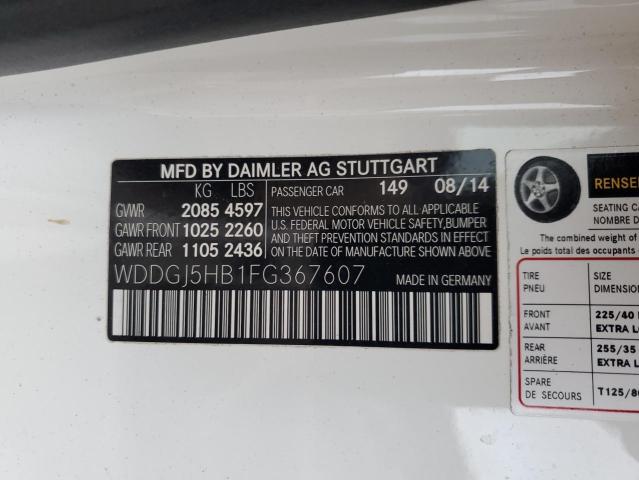 MFD BY DAIMLER AG STUTTGART
KG LBS PASSENGER CAR 149 08/14
GVWR 2085 4597
GAWR FRONT 1025 2260
GAWR REAR 1105 2436
THIS VEHICLE CONFORMS TO ALL APPLICABLE
U.S. FEDERAL MOTOR VEHICLE SAFETY,BUMPER
AND THEFT PREVENTION STANDARDS IN EFFECT
ON THE DATE OF MANUFACTURE SHOWN ABOVE
WDDGJ5HB1FG367607 MADE IN GERMANY
SEATING
The combined weight of
Le poids total des occupants
TIRE SIZE
PNEU
FRONT 225/40
AVANT EXTRA
REAR 255/35
ARRIÈRE EXTRA
SPARE
DE SECOURS